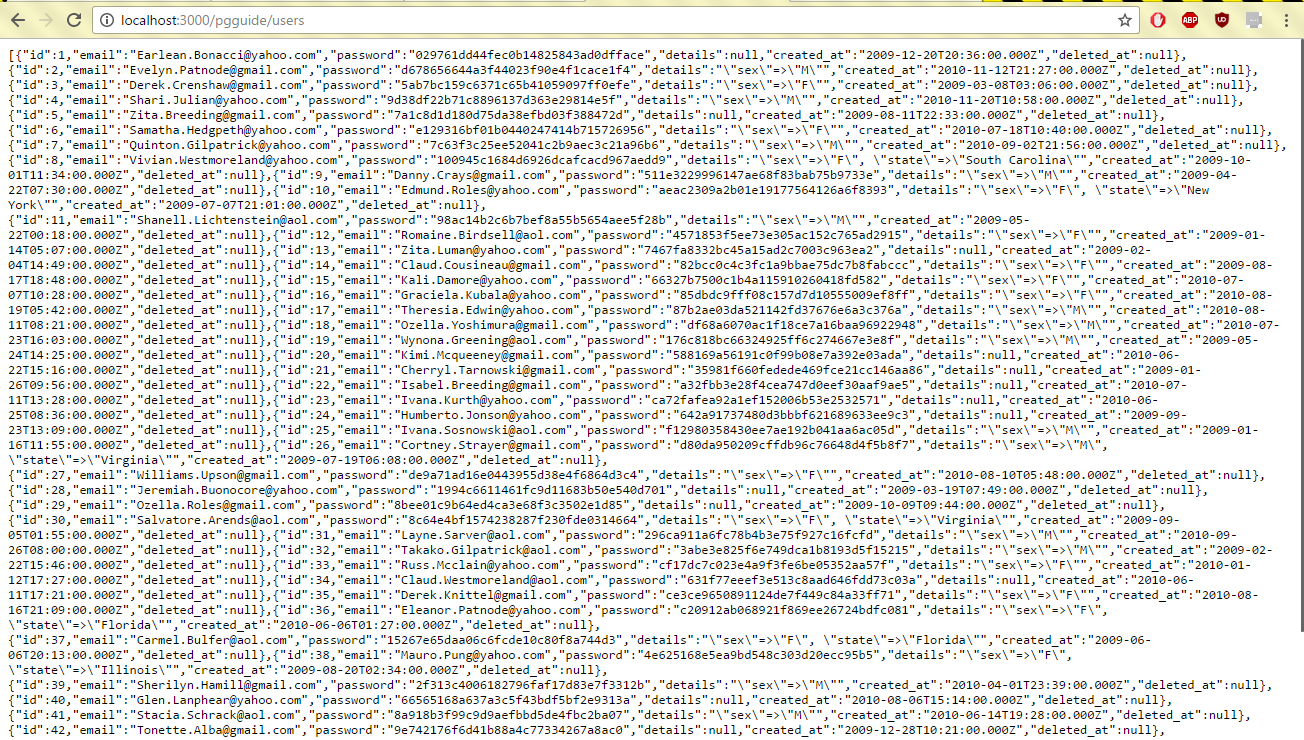 localhost:3000/pgguide/users
ABP
[{"id":1,"email":"Earlean.Bonacci@yahoo.com","password":"029761dd44fec0b14825843ad0dfface","details":null,"created_at":"2009-12-20T20:36:00.000Z","deleted_at":null},
{"id":2,"email":"Evelyn.Patnode@gmail.com","password":"d678656644a3f44023f90e4f1cace1f4","details":"\"sex\"=>\"M\"","created_at":"2010-11-12T21:27:00.000Z","deleted_at":null},
{"id":3,"email":"Derek.Crenshaw@gmail.com","password":"5ab7bc159c6371c65b41059097ff0efe","details":"\"sex\"=>\"F\"","created_at":"2009-03-08T03:06:00.000Z","deleted_at":null},
{"id":4,"email":"Shari.Julian@yahoo.com","password":"9d38df22b71c8896137d363e29814e5f","details":"\"sex\"=>\"M\"","created_at":"2010-11-20T10:58:00.000Z","deleted_at":null},
{"id":5,"email":"Zita.Breeding@gmail.com","password":"7a1c8d1d180d75da38efbd03f388472d","details":null,"created_at":"2009-08-11T22:33:00.000Z","deleted_at":null},
{"id":6,"email":"Samatha.Hedgpeth@yahoo.com","password":"e129316bf01b0440247414b715726956","details":"\"sex\"=>\"F\"","created_at":"2010-07-18T10:40:00.000Z","deleted_at":null},
{"id":7,"email":"Quinton.Gilpatrick@yahoo.com","password":"7c63f3c25ee52041c2b9aec3c21a96b6","details":"\"sex\"=>\"M\"","created_at":"2010-09-02T21:56:00.000Z","deleted_at":null},
{"id":8,"email":"Vivian.Westmoreland@yahoo.com","password":"100945c1684d6926dcafcacd967aedd9","details":"\"sex\"=>\"F\", \"state\"=>\"South Carolina\"","created_at":"2009-10-
01T11:34:00.000Z","deleted_at":null},{"id":9,"email":"Danny.Crays@gmail.com","password":"511e3229996147ae68f83bab75b9733e","details":"\"sex\"=>\"M\"","created_at":"2009-04-
22T07:30:00.000Z","deleted_at":null},{"id":10,"email":"Edmund.Roles@yahoo.com","password":"aeac2309a2b01e19177564126a6f8393","details":"\"sex\"=>\"F\", \"state\"=>\"New
York\"","created_at":"2009-07-07T21:01:00.000Z","deleted_at":null},
{"id":11,"email":"Shanell.Lichtenstein@aol.com","password":"98ac14b2c6b7bef8a55b5654aee5f28b","details":"\"sex\"=>\"M\"","created_at":"2009-05-
22T00:18:00.000Z","deleted_at":null},{"id":12,"email":"Romaine.Birdsell@aol.com","password":"4571853f5ee73e305ac152c765ad2915","details":"\"sex\"=>\"F\"","created_at":"2009-01-
14T05:07:00.000Z","deleted_at":null},{"id":13,"email":"Zita.Luman@yahoo.com","password":"7467fa8332bc45a15ad2c7003c963ea2","details":null,"created_at":"2009-02-
04T14:49:00.000Z","deleted_at":null},{"id":14,"email":"Claud.Cousineau@gmail.com","password":"82bcc0c4c3fc1a9bbae75dc7b8fabccc","details":"\"sex\"=>\"F\"","created_at":"2009-08-
17T18:48:00.000Z","deleted_at":null},{"id":15,"email":"Kali.Damore@yahoo.com","password":"66327b7500c1b4a115910260418fd582","details":"\"sex\"=>\"F\"","created_at":"2010-07-
07T10:28:00.000Z","deleted_at":null},{"id":16,"email":"Graciela.Kubala@yahoo.com","password":"85dbdc9fff08c157d7d10555009ef8ff","details":"\"sex\"=>\"F\"","created_at":"2010-08-
19T05:42:00.000Z","deleted_at":null},{"id":17,"email":"Theresia.Edwin@yahoo.com","password":"87b2ae03da521142fd37676e6a3c376a","details":"\"sex\"=>\"M\"","created_at":"2010-08-
11T08:21:00.000Z","deleted_at":null},{"id":18,"email":"Ozella.Yoshimura@gmail.com","password":"df68a6070ac1f18ce7a16baa96922948","details":"\"sex\"=>\"M\"","created_at":"2010-07-
23T16:03:00.000Z","deleted_at":null},{"id":19,"email":"Wynona.Greening@aol.com","password":"176c818bc66324925ff6c274667e3e8f","details":"\"sex\"=>\"M\"","created_at":"2009-05-
24T14:25:00.000Z","deleted_at":null},{"id":20,"email":"Kimi.Mcqueeney@gmail.com","password":"588169a56191c0f99b08e7a392e03ada","details":null,"created_at":"2010-06-
22T15:16:00.000Z","deleted_at":null},{"id":21,"email":"Cherryl.Tarnowski@gmail.com","password":"35981f660fedede469fce21cc146aa86","details":null,"created_at":"2009-01-
26T09:56:00.000Z","deleted_at":null},{"id":22,"email":"Isabel.Breeding@gmail.com","password":"a32fbb3e28f4cea747d0eef30aaf9ae5","details":null,"created_at":"2010-07-
11T13:28:00.000Z","deleted_at":null},{"id":23,"email":"Ivana.Kurth@yahoo.com","password":"ca72fafea92a1ef152006b53e2532571","details":null,"created_at":"2010-06-
25T08:36:00.000Z","deleted_at":null},{"id":24,"email":"Humberto.Jonson@yahoo.com","password":"642a91737480d3bbbf621689633ee9c3","details":null,"created_at":"2009-09-
23T13:09:00.000Z","deleted_at":null},{"id":25,"email":"Ivana.Sosnowski@aol.com","password":"f12980358430ee7ae192b041aa6ac05d","details":"\"sex\"=>\"M\"","created_at":"2009-01-
16T11:55:00.000Z","deleted_at":null},{"id":26,"email":"Cortney.Strayer@gmail.com","password":"d80da950209cffdb96c76648d4f5b8f7","details":"\"sex\"=>\"M\",
\"state\"=>\"Virginia\"","created_at":"2009-07-19T06:08:00.000Z","deleted_at":null},
{"id":27,"email":"Williams.Upson@gmail.com","password":"de9a71ad16e0443955d38e4f6864d3c4","details":"\"sex\"=>\"F\"","created_at":"2010-08-10T05:48:00.000Z","deleted_at":null},
{"id":28,"email":"Jeremiah.Buonocore@yahoo.com","password":"1994c6611461fc9d11683b50e540d701","details":null,"created_at":"2009-03-19T07:49:00.000Z","deleted_at":null},
{"id":29,"email":"Ozella.Roles@gmail.com","password":"8bee01c9b64ed4ca3e68f3c3502e1d85","details":null,"created_at":"2009-10-09T09:44:00.000Z","deleted_at":null},
{"id":30,"email":"Salvatore.Arends@aol.com","password":"8c64e4bf1574238287f230fde0314664","details":"\"sex\"=>\"F\", \"state\"=>\"Virginia\"","created_at":"2009-09-
05T01:55:00.000Z","deleted_at":null},{"id":31,"email":"Layne.Sarver@aol.com","password":"296ca911a6fc78b4b3e75f927c16fcfd","details":"\"sex\"=>\"M\"","created_at":"2010-09-
26T08:00:00.000Z","deleted_at":null},{"id":32,"email":"Takako.Gilpatrick@aol.com","password":"3abe3e825f6e749dca1b8193d5f15215","details":"\"sex\"=>\"M\"","created_at":"2009-02-
22T15:46:00.000Z","deleted_at":null},{"id":33,"email":"Russ.Mcclain@yahoo.com","password":"cf17dc7c023e4a9f3fe6be05352aa57f","details":"\"sex\"=>\"F\"","created_at":"2010-01-
12T17:27:00.000Z","deleted_at":null},{"id":34,"email":"Claud.Westmoreland@aol.com","password":"631f77eeef3e513c8aad646fdd73c03a","details":null,"created_at":"2010-06-
11T17:21:00.000Z","deleted_at":null},{"id":35,"email":"Derek.Knittel@gmail.com","password":"ce3ce9650891124de7f449c84a33ff71","details":"\"sex\"=>\"F\"","created_at":"2010-08-
16T21:09:00.000Z","deleted_at":null},{"id":36,"email":"Eleanor.Patnode@yahoo.com","password":"c20912ab068921f869ee26724bdfc081","details":"\"sex\"=>\"F\",
\"state\"=>\"Florida\"","created_at":"2010-06-06T01:27:00.000Z","deleted_at":null},
{"id":37,"email":"Carmel.Bulfer@aol.com","password":"15267e65daa06c6fcde10c80f8a744d3","details":"\"sex\"=>\"F\", \"state\"=>\"Florida\"","created_at":"2009-06-
06T20:13:00.000Z","deleted_at":null},{"id":38,"email":"Mauro.Pung@yahoo.com","password":"4e625168e5ea9bd548c303d20ecc95b5","details":"\"sex\"=>\"F\",
\"state\"=>\"Illinois\"","created_at":"2009-08-20T02:34:00.000Z","deleted_at":null},
{"id":39,"email":"Sherilyn.Hamill@gmail.com","password":"2f313c4006182796faf17d83e7f3312b","details":"\"sex\"=>\"M\"","created_at":"2010-04-01T23:39:00.000Z","deleted_at":null},
{"id":40,"email":"Glen.Lanphear@yahoo.com","password":"66565168a637a3c5f43bdf5bf2e9313a","details":null,"created_at":"2010-08-06T15:14:00.000Z","deleted_at":null},
{"id":41,"email":"Stacia.Schrack@aol.com","password":"8a918b3f99c9d9aefbbd5de4fbc2ba07","details":"\"sex\"=>\"M\"","created_at":"2010-06-14T19:28:00.000Z","deleted_at":null},
{"id":42,"email":"Tonette.Alba@gmail.com","password":"9e742176f6d41b88a4c77334267a8ac0","details":null,"created_at":"2009-12-28T10:21:00.000Z","deleted_at":null},